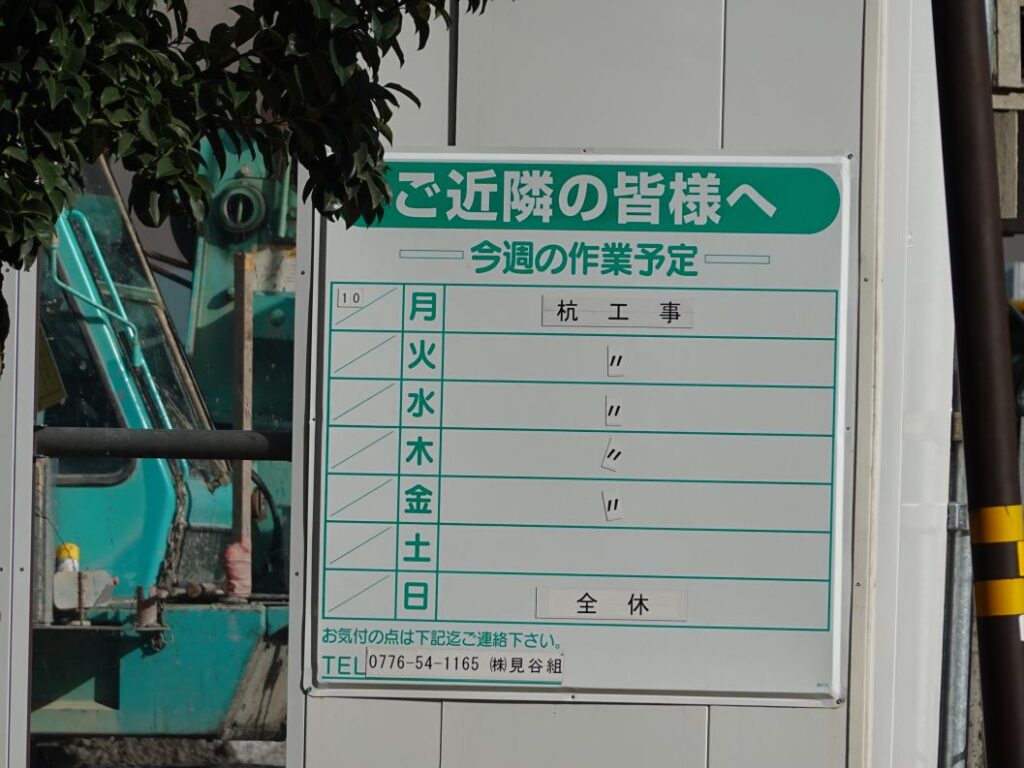 ご近隣の皆様へ
今週の作業予定
10 月 杭工事
火 〃
水 〃
木 〃
金 〃
土
日 全休
お気付の点は下記迄ご連絡下さい。
TEL 0776-54-1165 ㈱見谷組